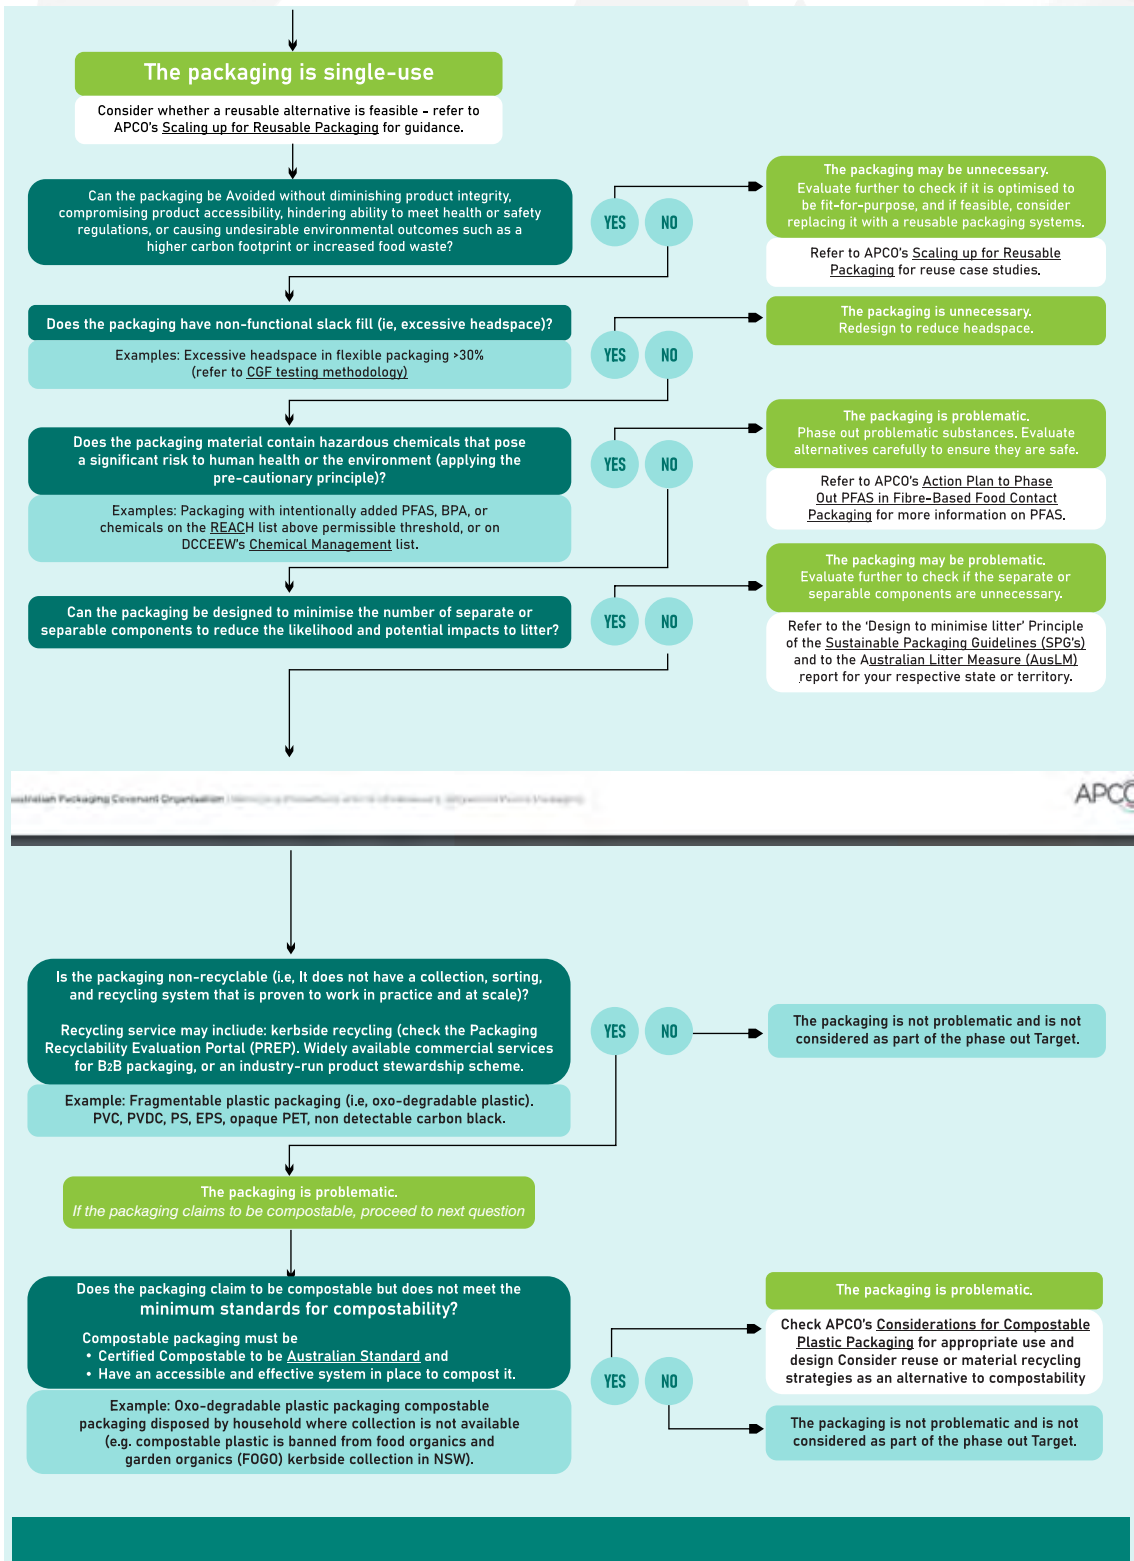 The packaging is single-use
Consider whether a reusable alternative is feasible - refer to
APCO's Scaling up for Reusable Packaging for guidance.
Can the packaging be Avoided without diminishing product integrity,
compromising product accessibility, hindering ability to meet health or safety
regulations, or causing undesirable environmental outcomes such as a
higher carbon footprint or increased food waste?
YES NO
The packaging may be unnecessary.
Evaluate further to check if it is optimised to
be fit-for-purpose, and if feasible, consider
replacing it with a reusable packaging systems.
Refer to APCO's Scaling up for Reusable
Packaging for reuse case studies.
Does the packaging have non-functional slack fill (ie, excessive headspace)?
Examples: Excessive headspace in flexible packaging >30%
(refer to CGF testing methodology)
YES NO
The packaging is unnecessary.
Redesign to reduce headspace.
Does the packaging material contain hazardous chemicals that pose
a significant risk to human health or the environment (applying the
pre-cautionary principle)?
Examples: Packaging with intentionally added PFAS, BPA, or
chemicals on the REACH list above permissible threshold, or on
DCCEEW's Chemical Management list.
YES NO
The packaging is problematic.
Phase out problematic substances. Evaluate
alternatives carefully to ensure they are safe.
Refer to APCO's Action Plan to Phase
Out PFAS in Fibre-Based Food Contact
Packaging for more information on PFAS.
Can the packaging be designed to minimise the number of separate or
separable components to reduce the likelihood and potential impacts to litter?
YES NO
The packaging may be problematic.
Evaluate further to check if the separate or
separable components are unnecessary.
Refer to the 'Design to minimise litter' Principle
of the Sustainable Packaging Guidelines (SPG's)
and to the Australian Litter Measure (AusLM)
report for your respective state or territory.
Packaging Covenant Organisation
APCO
Is the packaging non-recyclable (i.e, It does not have a collection, sorting,
and recycling system that is proven to work in practice and at scale)?
Recycling service may include: kerbside recycling (check the Packaging
Recyclability Evaluation Portal (PREP). Widely available commercial services
for B2B packaging, or an industry-run product stewardship scheme.
Example: Fragmentable plastic packaging (i.e, oxo-degradable plastic).
PVC, PVDC, PS, EPS, opaque PET, non detectable carbon black.
YES NO
The packaging is not problematic and is not
considered as part of the phase out Target.
The packaging is problematic.
If the packaging claims to be compostable, proceed to next question
Does the packaging claim to be compostable but does not meet the
minimum standards for compostability?
Compostable packaging must be
• Certified Compostable to be Australian Standard and
• Have an accessible and effective system in place to compost it.
Example: Oxo-degradable plastic packaging compostable
packaging disposed by household where collection is not available
(e.g. compostable plastic is banned from food organics and
garden organics (FOGO) kerbside collection in NSW).
YES NO
The packaging is problematic.
Check APCO's Considerations for Compostable
Plastic Packaging for appropriate use and
design Consider reuse or material recycling
strategies as an alternative to compostability
The packaging is not problematic and is not
considered as part of the phase out Target.